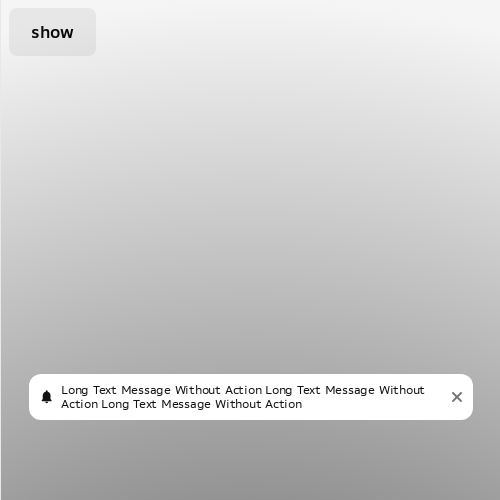 show
Long Text Message Without Action Long Text Message Without
Action Long Text Message Without Action